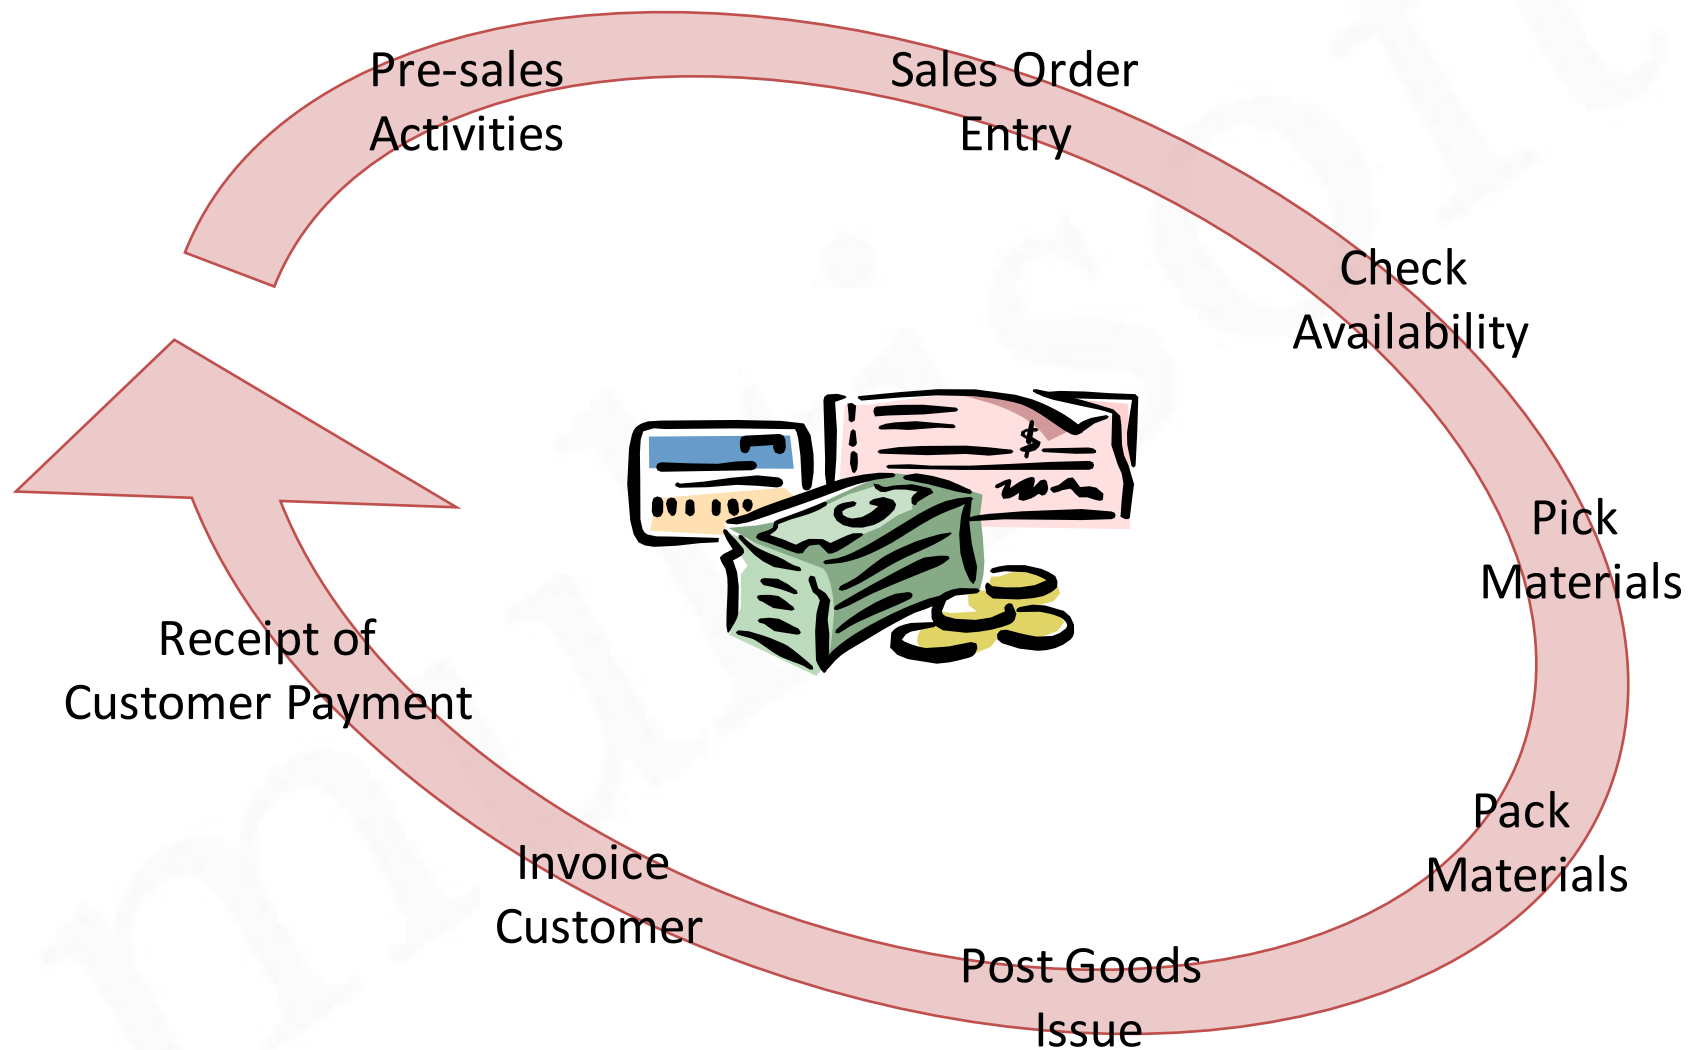 Pre-sales
Activities
Sales Order
Entry
Check
Availability
Pick
Materials
Pack
Materials
Post Goods
Issue
Invoice
Customer
Receipt of
Customer Payment
$
multisoft